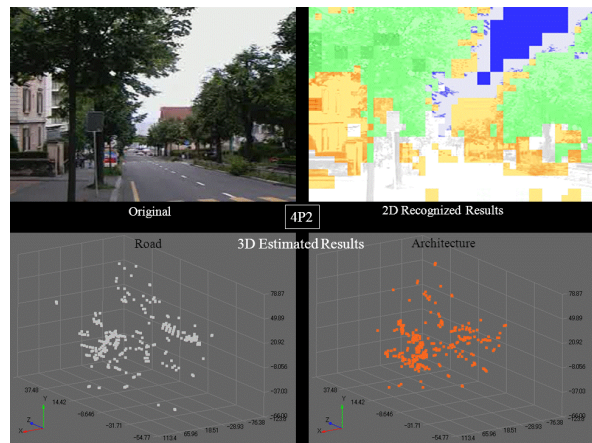 Original
4P2
2D Recognized Results
Road
3D Estimated Results
Architecture
78.87
49.89
20.92
-8.056
-37.03
37.48
14.42
-8.646
-31.71
-54.77
113.4
65.96
18.51
-28.93
-76.38
X
Y
Z
78.87
49.89
20.92
-8.056
-37.03
37.48
14.42
-8.646
-31.71
-54.77
113.4
65.96
18.51
-28.93
-76.38
X
Y
Z